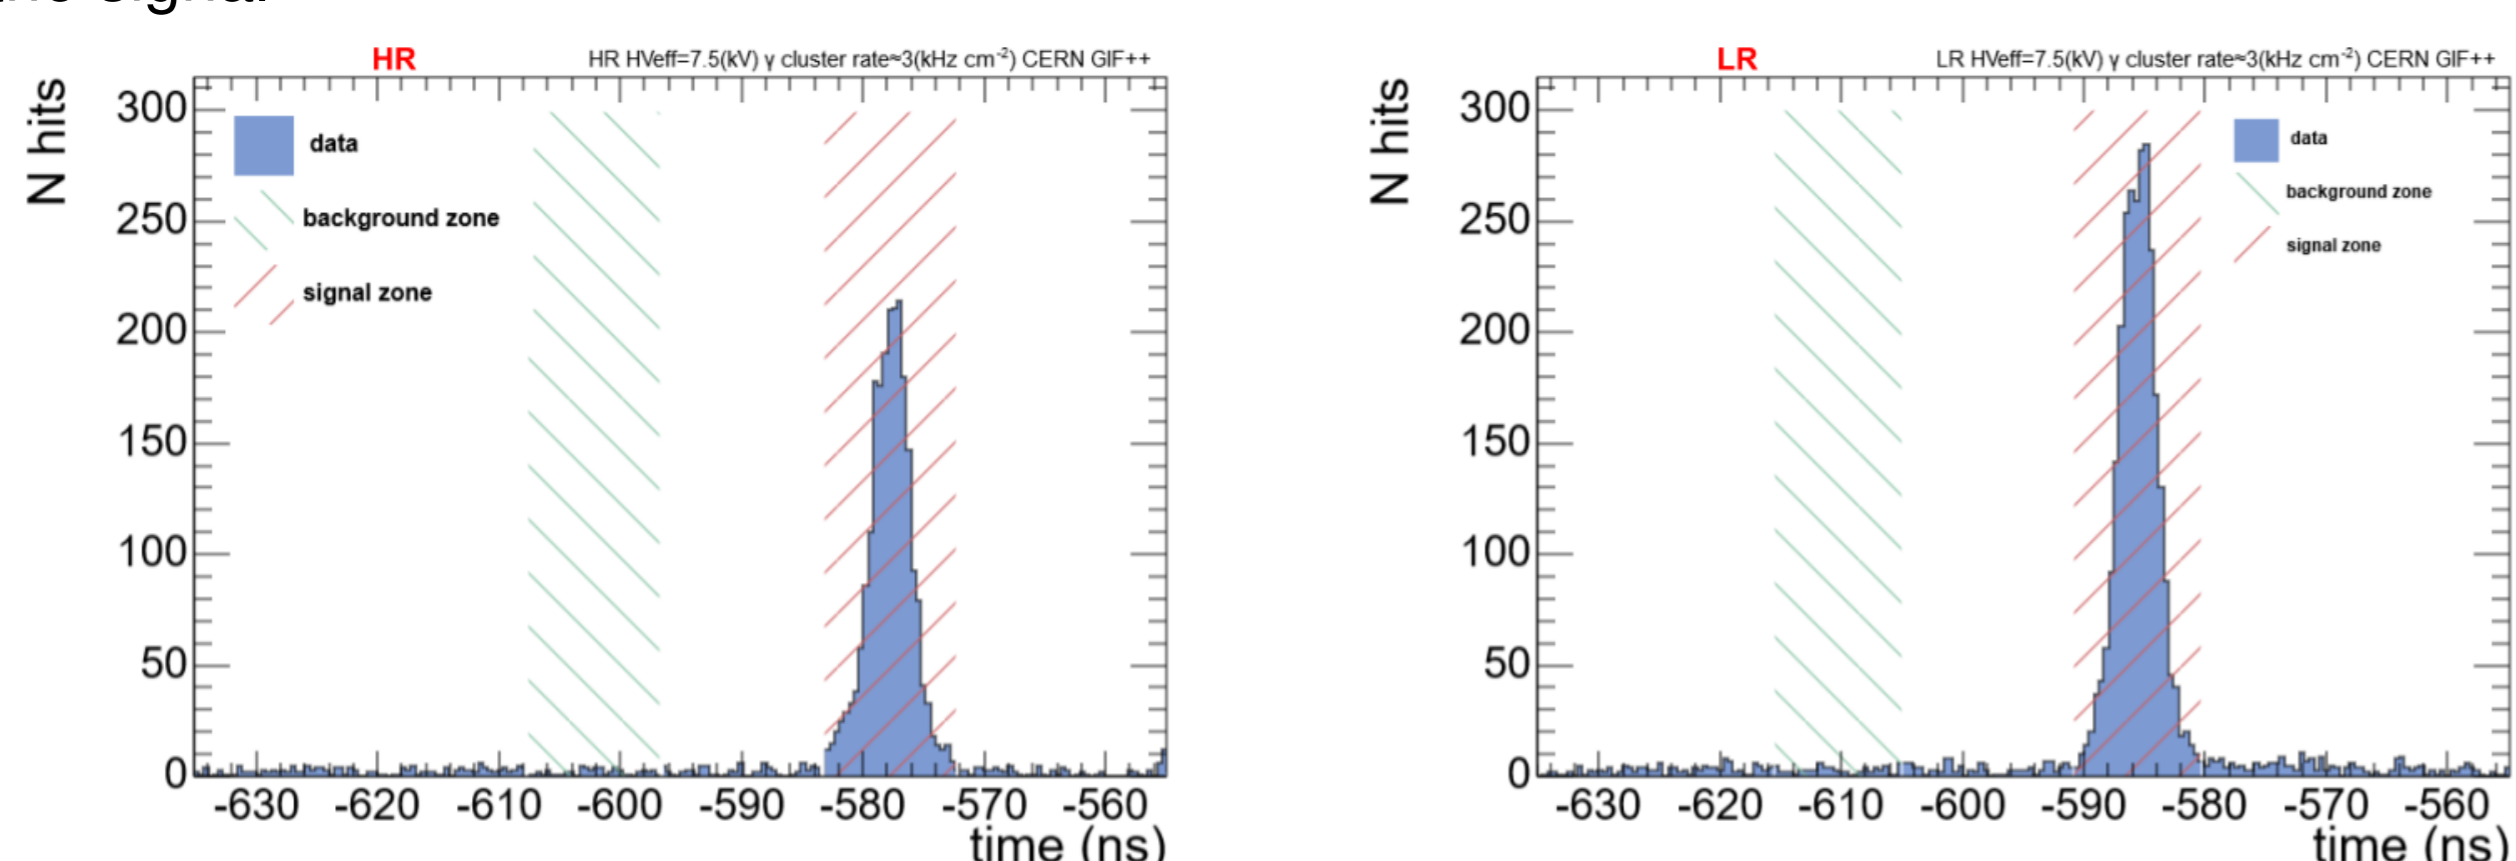 HR
HR HVeff=7.5(kV) γ cluster rate≈3(kHz cm⁻²) CERN GIF++
N hits
300
250
200
150
100
50
0
data
background zone
signal zone
-630 -620 -610 -600 -590 -580 -570 -560
time (ns)
LR
LR HVeff=7.5(kV) γ cluster rate≈3(kHz cm⁻²) CERN GIF++
N hits
300
250
200
150
100
50
0
data
background zone
signal zone
-630 -620 -610 -600 -590 -580 -570 -560
time (ns)